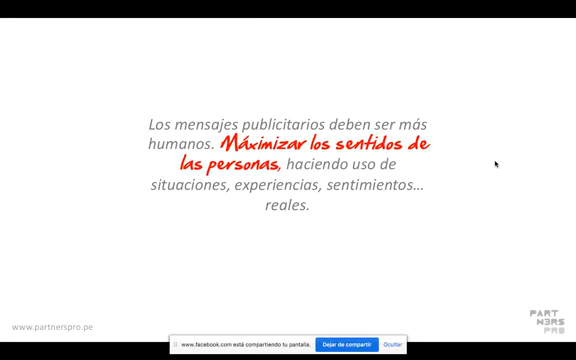 Los mensajes publicitarios deben ser más
humanos. Máximizar los sentidos de
las personas, haciendo uso de
situaciones, experiencias, sentimientos...
reales.
www.partnerspro.pe
PART
N3RS
PRO
www.facebook.com está compartiendo tu pantalla. Dejar de compartir Ocultar